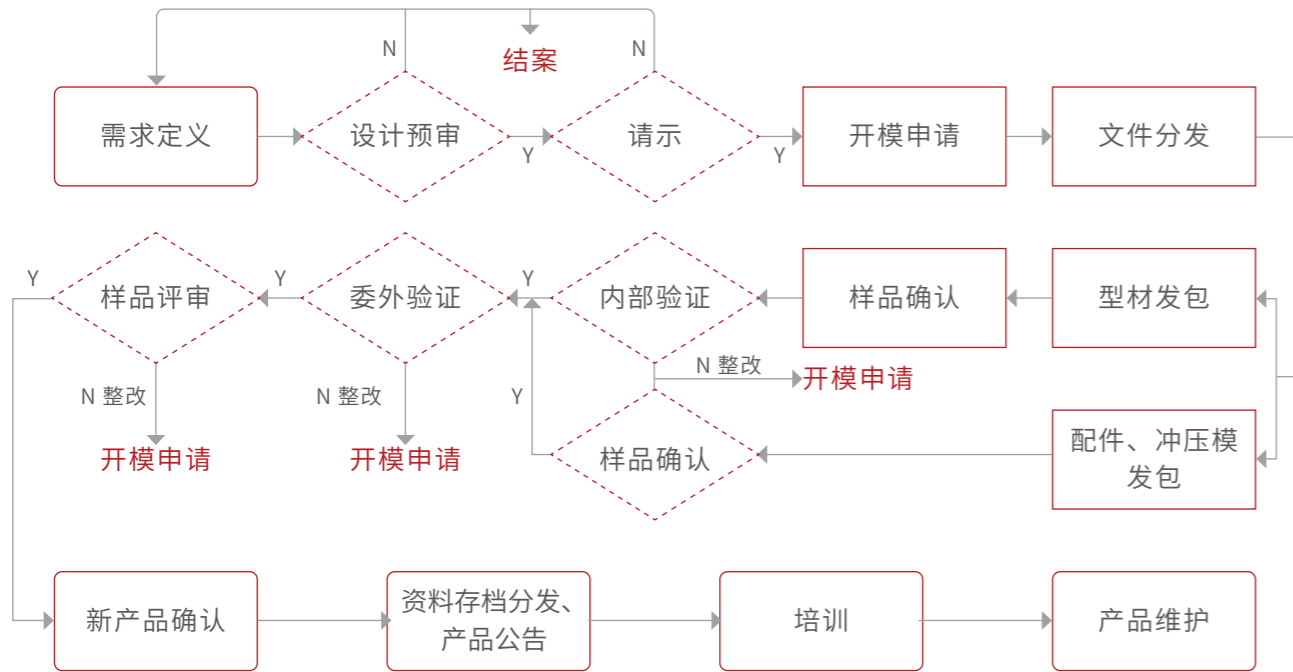 N
结案
N
需求定义
设计预审
Y
请示
Y
开模申请
文件分发
Y
样品评审
Y
委外验证
Y
内部验证
样品确认
型材发包
N 整改
开模申请
N 整改
开模申请
N 整改
开模申请
Y
样品确认
配件、冲压模
发包
新产品确认
资料存档分发、
产品公告
培训
产品维护